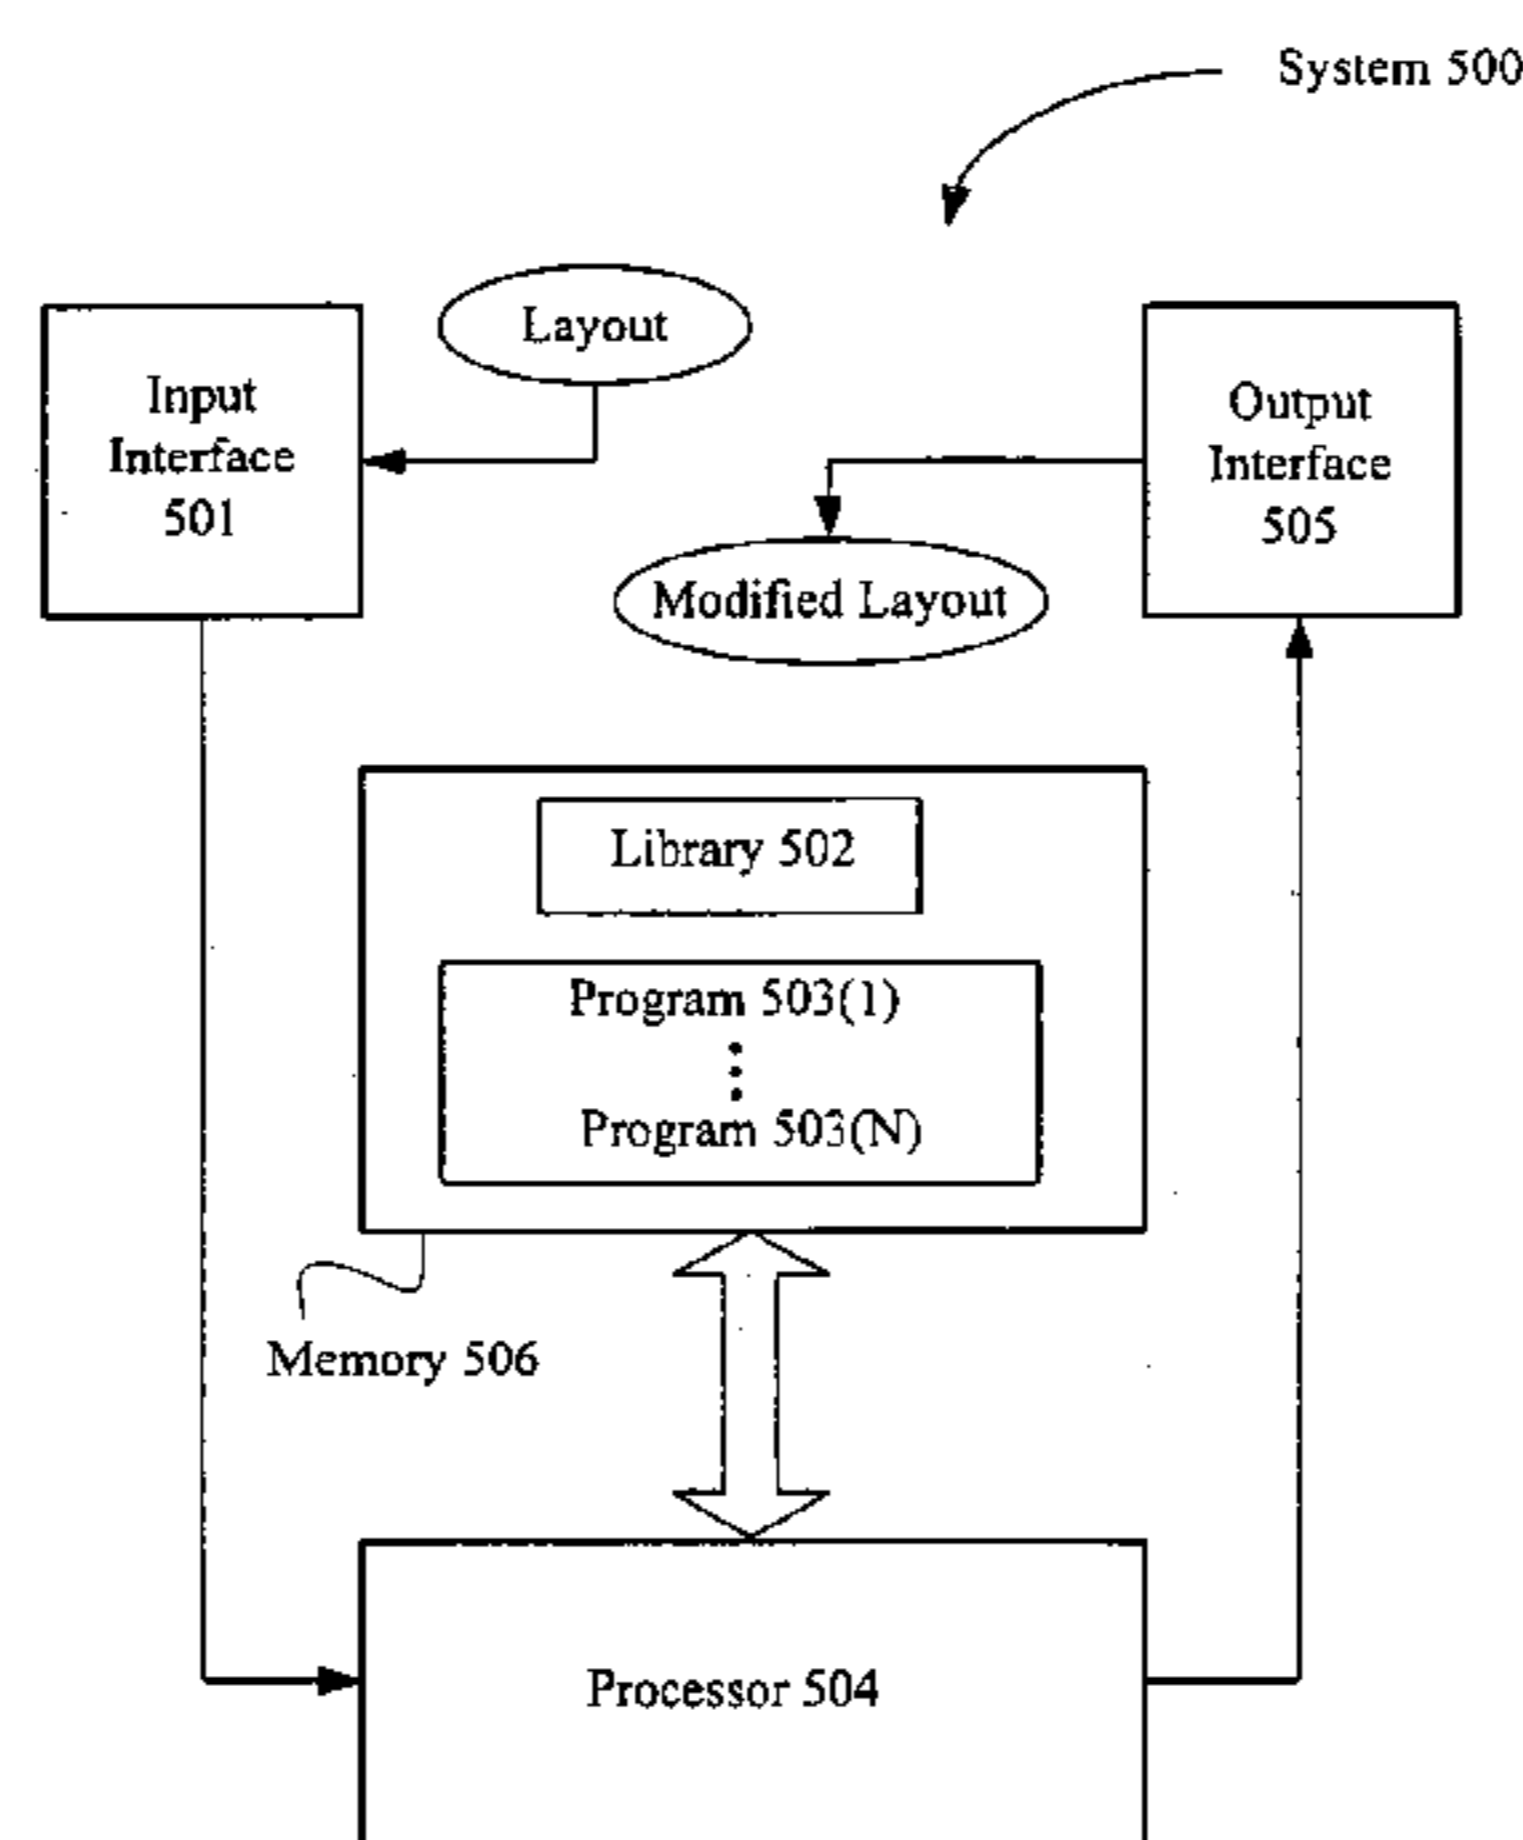 System 500
Layout
Input
Interface
501
Output
Interface
505
Modified Layout
Library 502
Program 503(1)
Program 503(N)
Memory 506
Processor 504